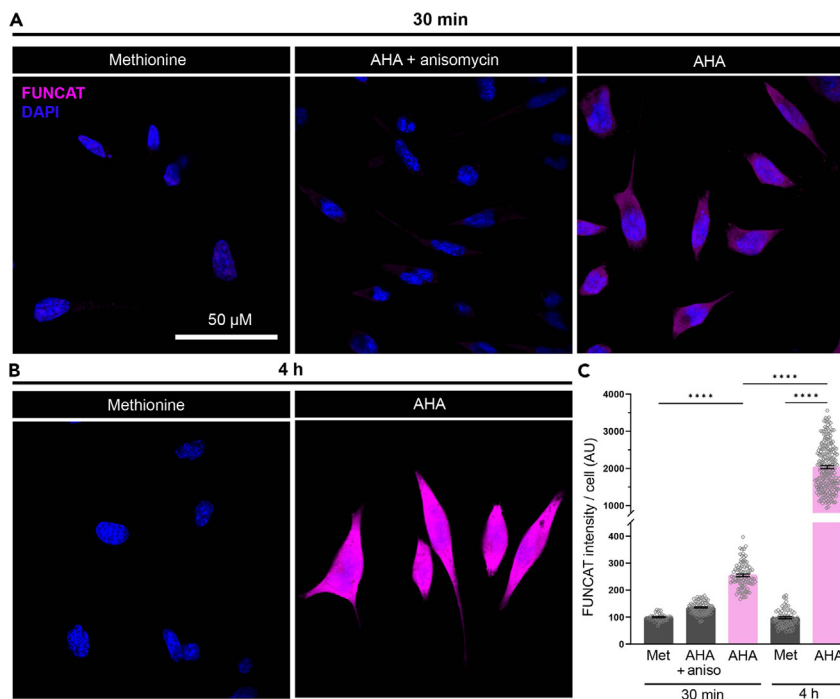 A
30 min
Methionine
AHA + anisomycin
AHA
FUNCAT
DAPI
50 μM
B
4 h
Methionine
AHA
C
****
****
****
FUNCAT intensity / cell (AU)
4000
3000
2000
1000
400
300
200
100
0
Met
AHA
+ aniso
AHA
Met
AHA
30 min
4 h